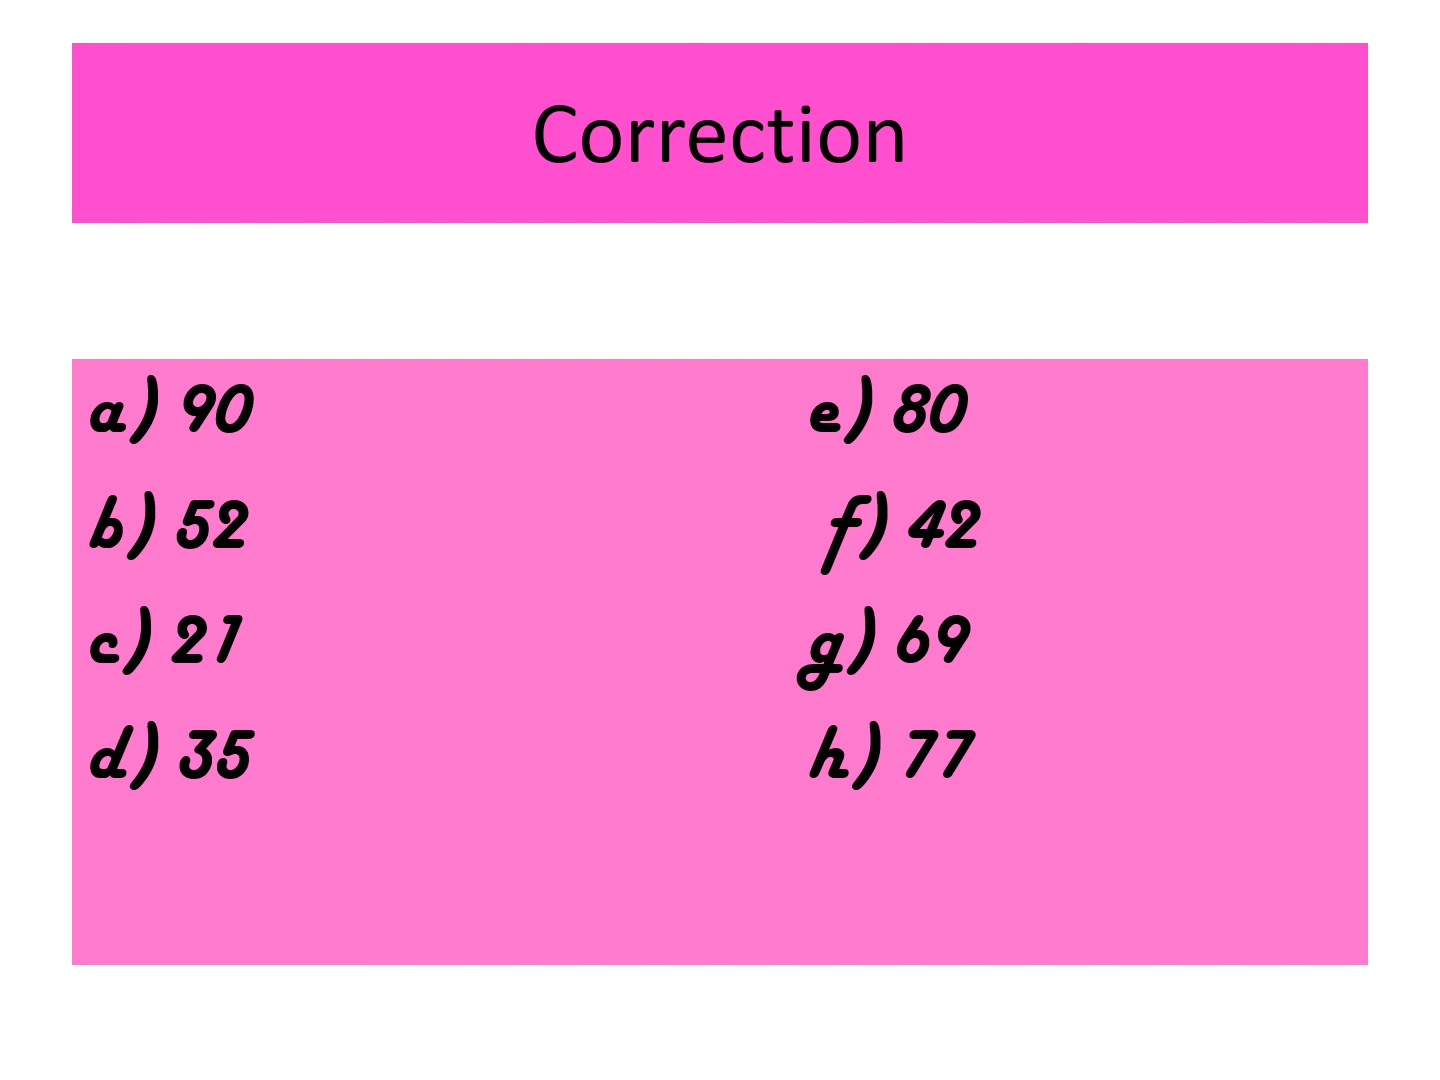 Correction
a) 90 e) 80
b) 52 f) 42
c) 21 g) 69
d) 35 h) 77